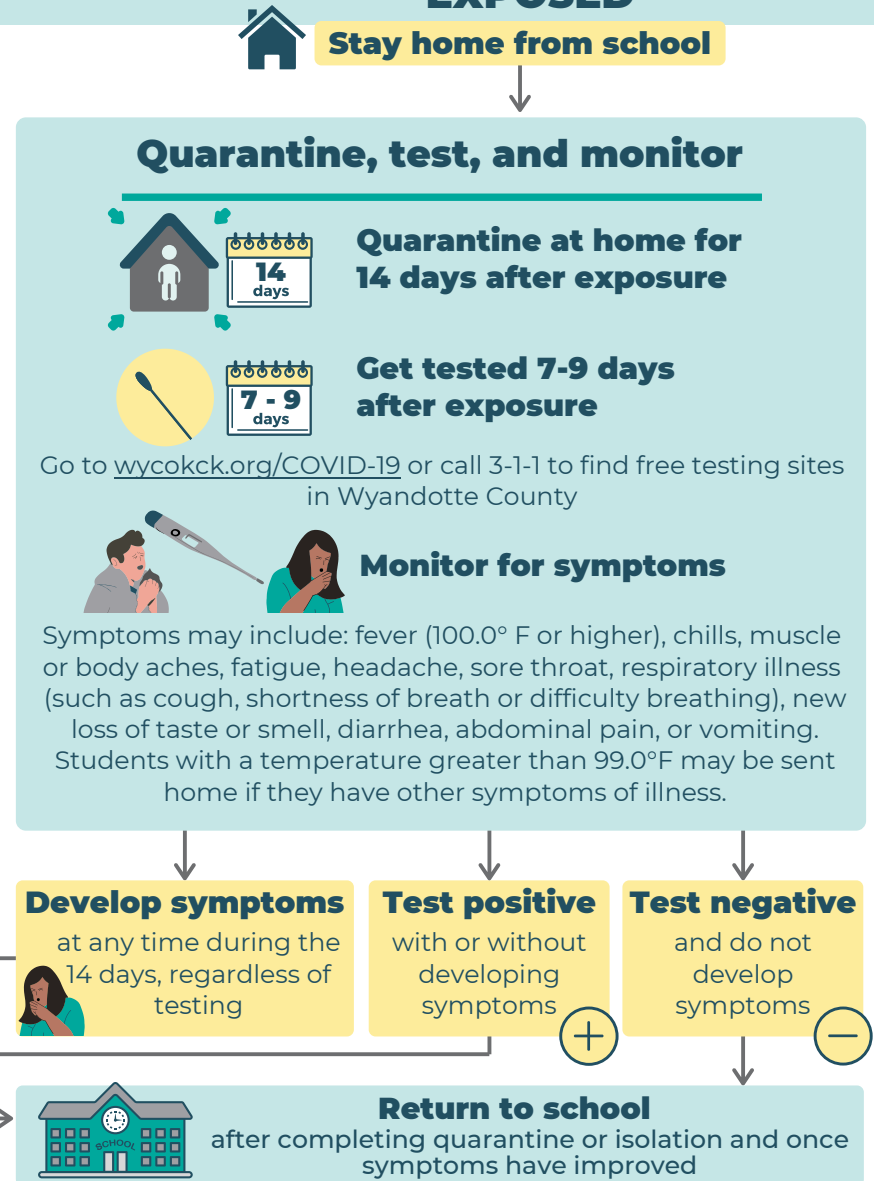 EXPOSED
Stay home from school
Quarantine, test, and monitor
14
days
Quarantine at home for
14 days after exposure
7 - 9
days
Get tested 7-9 days
after exposure
Go to wycokck.org/COVID-19 or call 3-1-1 to find free testing sites
in Wyandotte County
Monitor for symptoms
Symptoms may include: fever (100.0° F or higher), chills, muscle
or body aches, fatigue, headache, sore throat, respiratory illness
(such as cough, shortness of breath or difficulty breathing), new
loss of taste or smell, diarrhea, abdominal pain, or vomiting.
Students with a temperature greater than 99.0°F may be sent
home if they have other symptoms of illness.
Develop symptoms
at any time during the
14 days, regardless of
testing
Test positive
with or without
developing
symptoms
+
Test negative
and do not
develop
symptoms
−
SCHOOL
Return to school
after completing quarantine or isolation and once
symptoms have improved